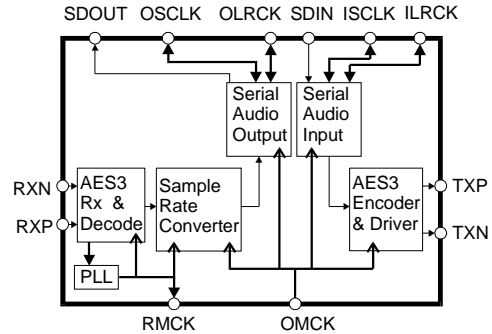 SDOUT OSCLK OLRCK SDIN ISCLK ILRCK
Serial
Audio
Output
Serial
Audio
Input
RXN
RXP
AES3
Rx &
Decode
Sample
Rate
Converter
AES3
Encoder
& Driver
TXP
TXN
PLL
RMCK OMCK